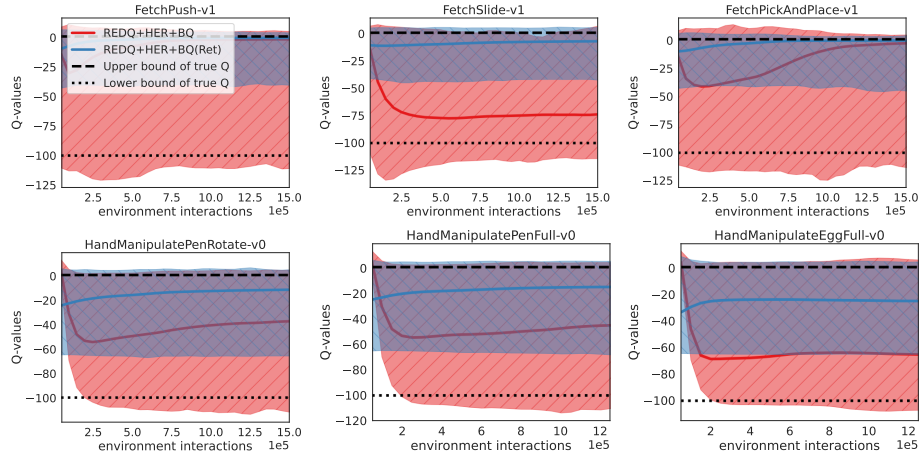 FetchPush-v1
FetchSlide-v1
FetchPickAndPlace-v1
REDQ+HER+BQ
REDQ+HER+BQ(Ret)
Upper bound of true Q
Lower bound of true Q
Q-values
0
−25
−50
−75
−100
−125
2.5 5.0 7.5 10.0 12.5 15.0
1e5
environment interactions
Q-values
0
−25
−50
−75
−100
−125
2.5 5.0 7.5 10.0 12.5 15.0
1e5
environment interactions
Q-values
0
−25
−50
−75
−100
−125
2.5 5.0 7.5 10.0 12.5 15.0
1e5
environment interactions
HandManipulatePenRotate-v0
HandManipulatePenFull-v0
HandManipulateEggFull-v0
Q-values
0
−20
−40
−60
−80
−100
2.5 5.0 7.5 10.0 12.5 15.0
1e5
environment interactions
Q-values
0
−20
−40
−60
−80
−100
−120
2 4 6 8 10 12
1e5
environment interactions
Q-values
0
−20
−40
−60
−80
−100
2 4 6 8 10 12
1e5
environment interactions